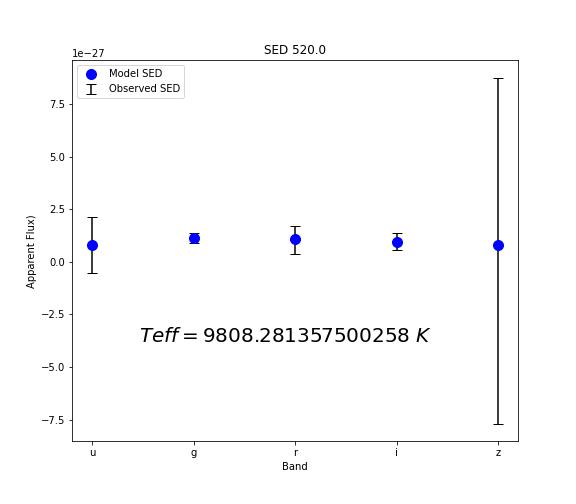 SED 520.0
1e−27
Model SED
Observed SED
7.5
5.0
2.5
0.0
−2.5
−5.0
−7.5
Apparent Flux)
Teff = 9808.281357500258 K
u g r i z
Band